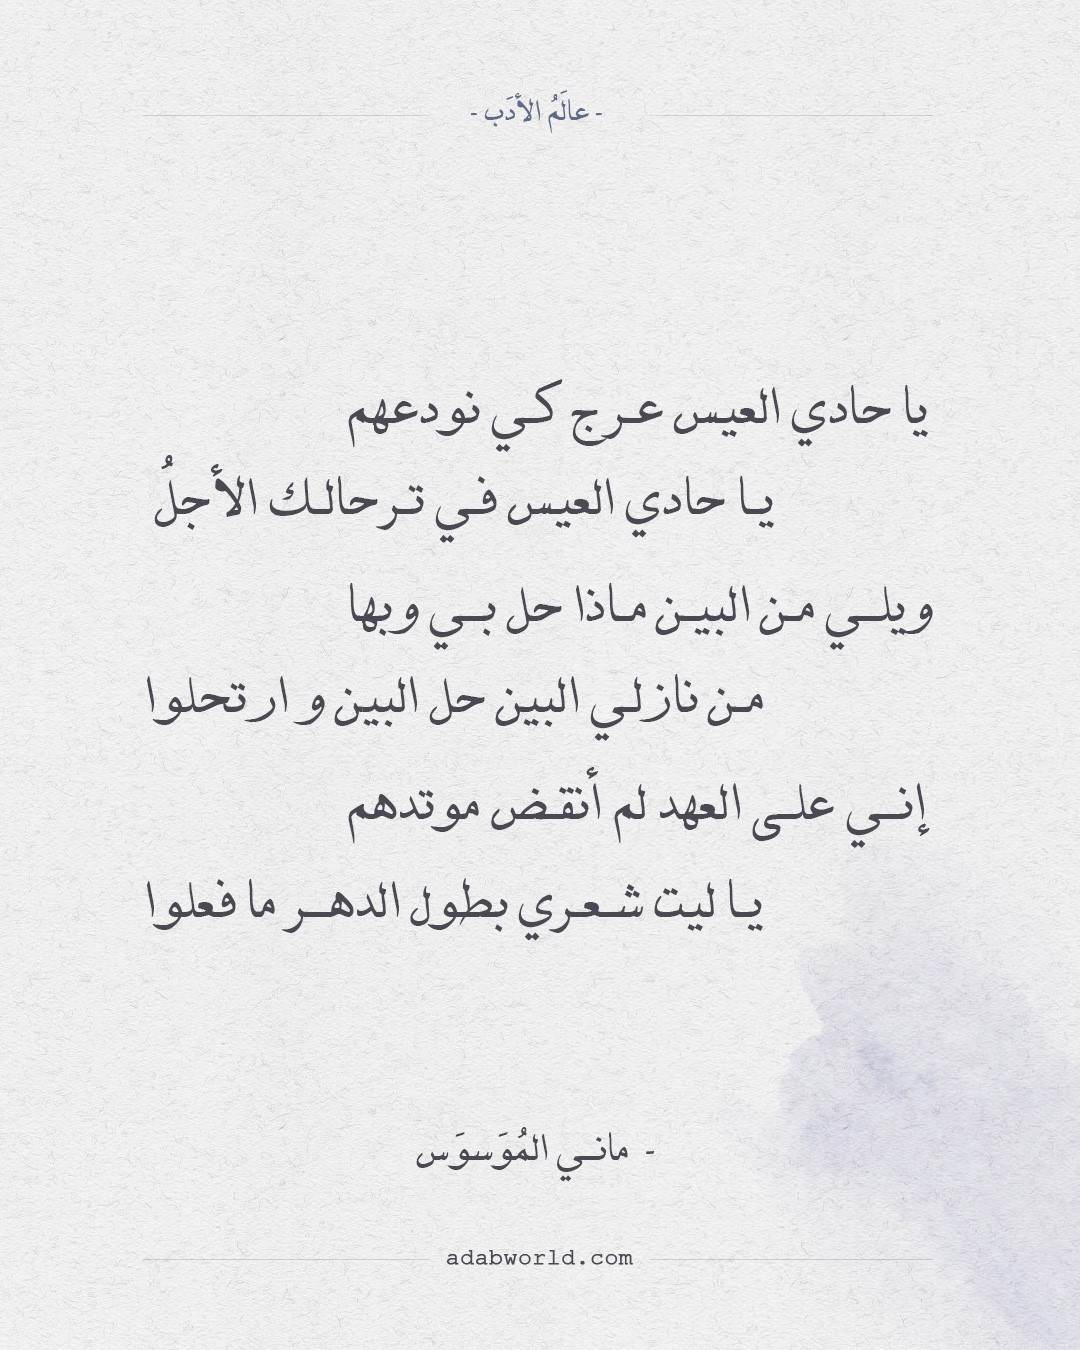 - عالَمُ الأدَب -
يا حادي العيس عرج كي نودعهم
يا حادي العيس في ترحالك الأجلُ
ويلي من البين ماذا حل بي وبها
من نازلي البين حل البين و ارتحلوا
إني على العهد لم أنقض موتدهم
يا ليت شعري بطول الدهر ما فعلوا
- ماني المُوَسوَس
adabworld.com